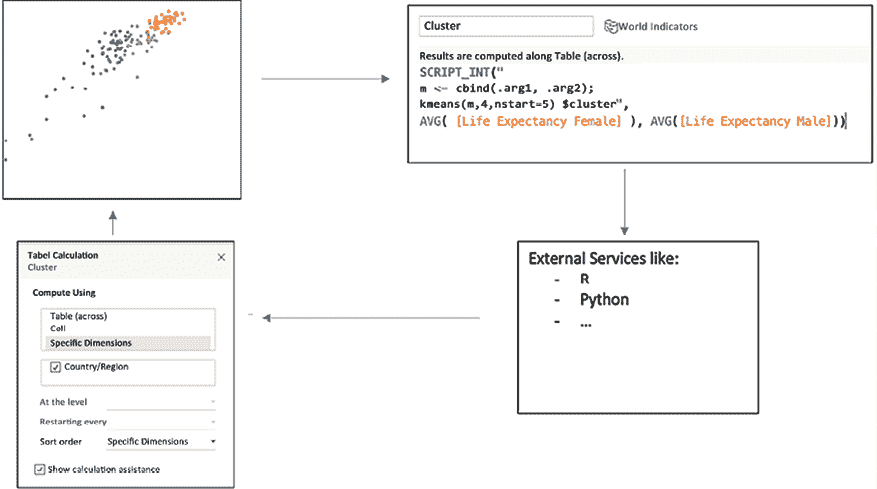 Cluster
World Indicators
Results are computed along Table (across).
SCRIPT_INT("
m <- cbind(.arg1, .arg2);
kmeans(m,4,nstart=5) $cluster",
AVG( [Life Expectancy Female] ), AVG([Life Expectancy Male]))
External Services like:
- R
- Python
- ...
Tabel Calculation
Cluster
Compute Using
Table (across)
Cell
Specific Dimensions
Country/Region
At the level
Restarting every
Sort order Specific Dimensions
Show calculation assistance